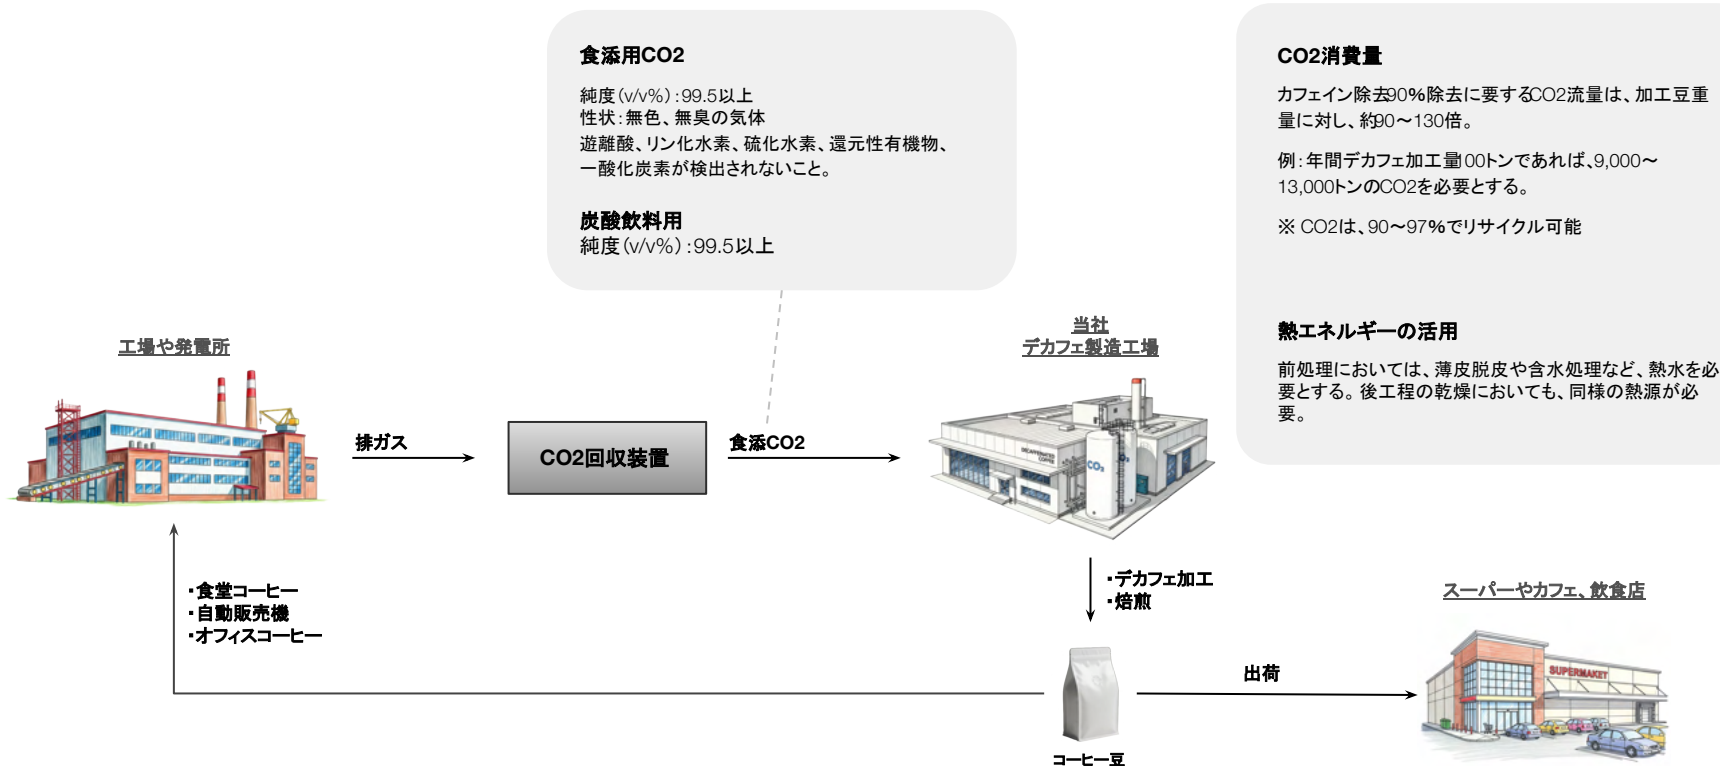 食添用CO2
純度(v/v%):99.5以上
性状:無色、無臭の気体
遊離酸、リン化水素、硫化水素、還元性有機物、
一酸化炭素が検出されないこと。
炭酸飲料用
純度(v/v%):99.5以上
CO2消費量
カフェイン除去90%除去に要するCO2流量は、加工豆重
量に対し、約90〜130倍。
例:年間デカフェ加工量100トンであれば、9,000〜
13,000トンのCO2を必要とする。
※ CO2は、90〜97%でリサイクル可能
熱エネルギーの活用
前処理においては、薄皮脱皮や含水処理など、熱水を必
要とする。後工程の乾燥においても、同様の熱源が必
要。
工場や発電所
排ガス
CO2回収装置
食添CO2
当社
デカフェ製造工場
DECAFFEINATED
COFFEE
CO₂
CO₂
・デカフェ加工
・焙煎
・食堂コーヒー
・自動販売機
・オフィスコーヒー
コーヒー豆
出荷
スーパーやカフェ、飲食店
SUPERMAKET